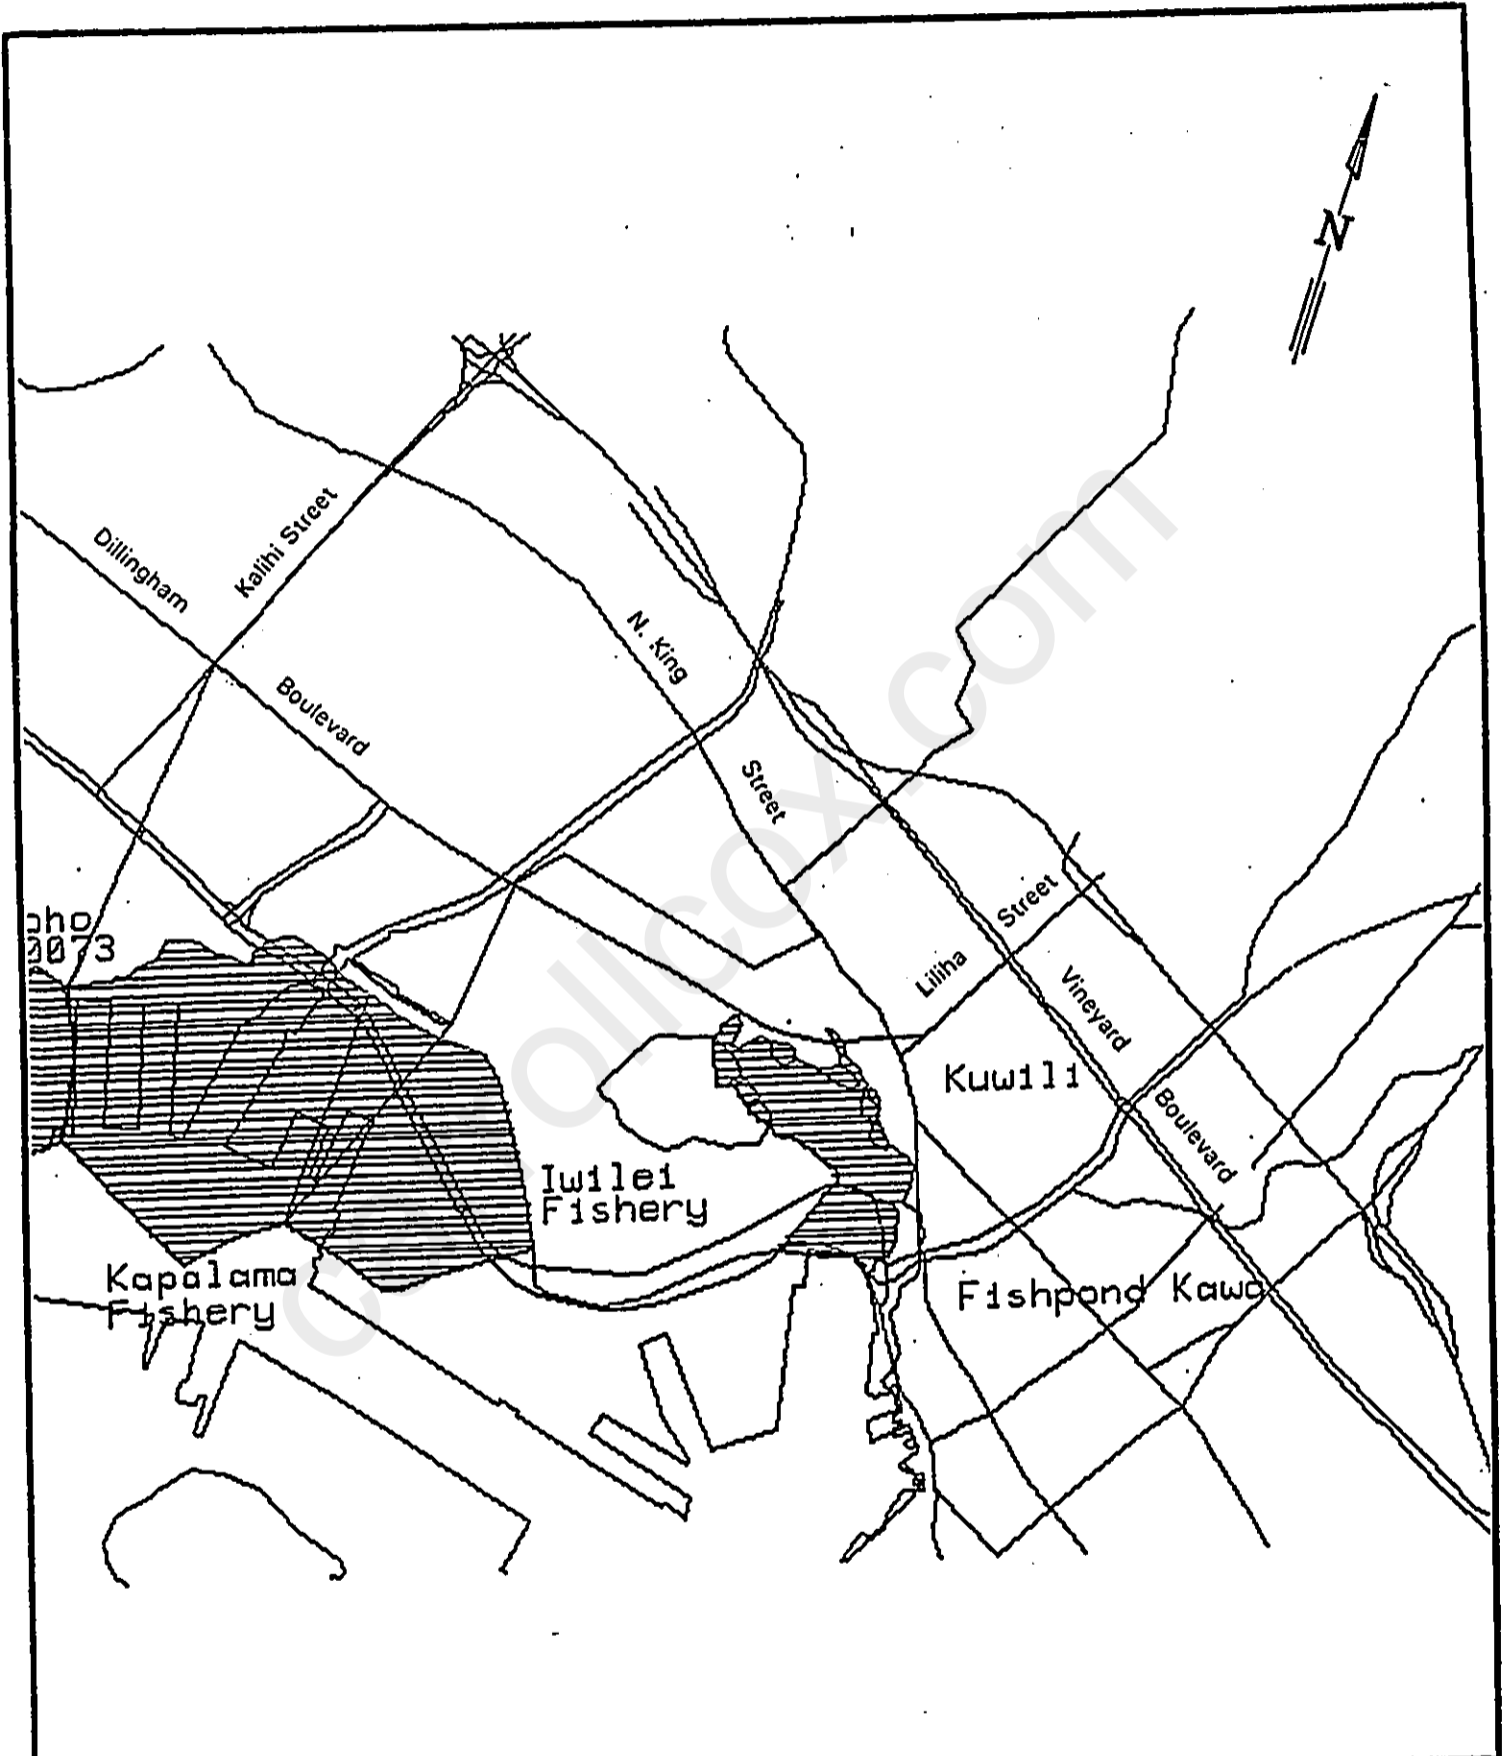 N
Kalihi Street
Dillingham
Boulevard
N. King
Street
Liliha
Street
Vineyard
Boulevard
oho
0073
Kuwili
Iwilei
Fishery
Kapalama
Fishery
Fishpond Kawa